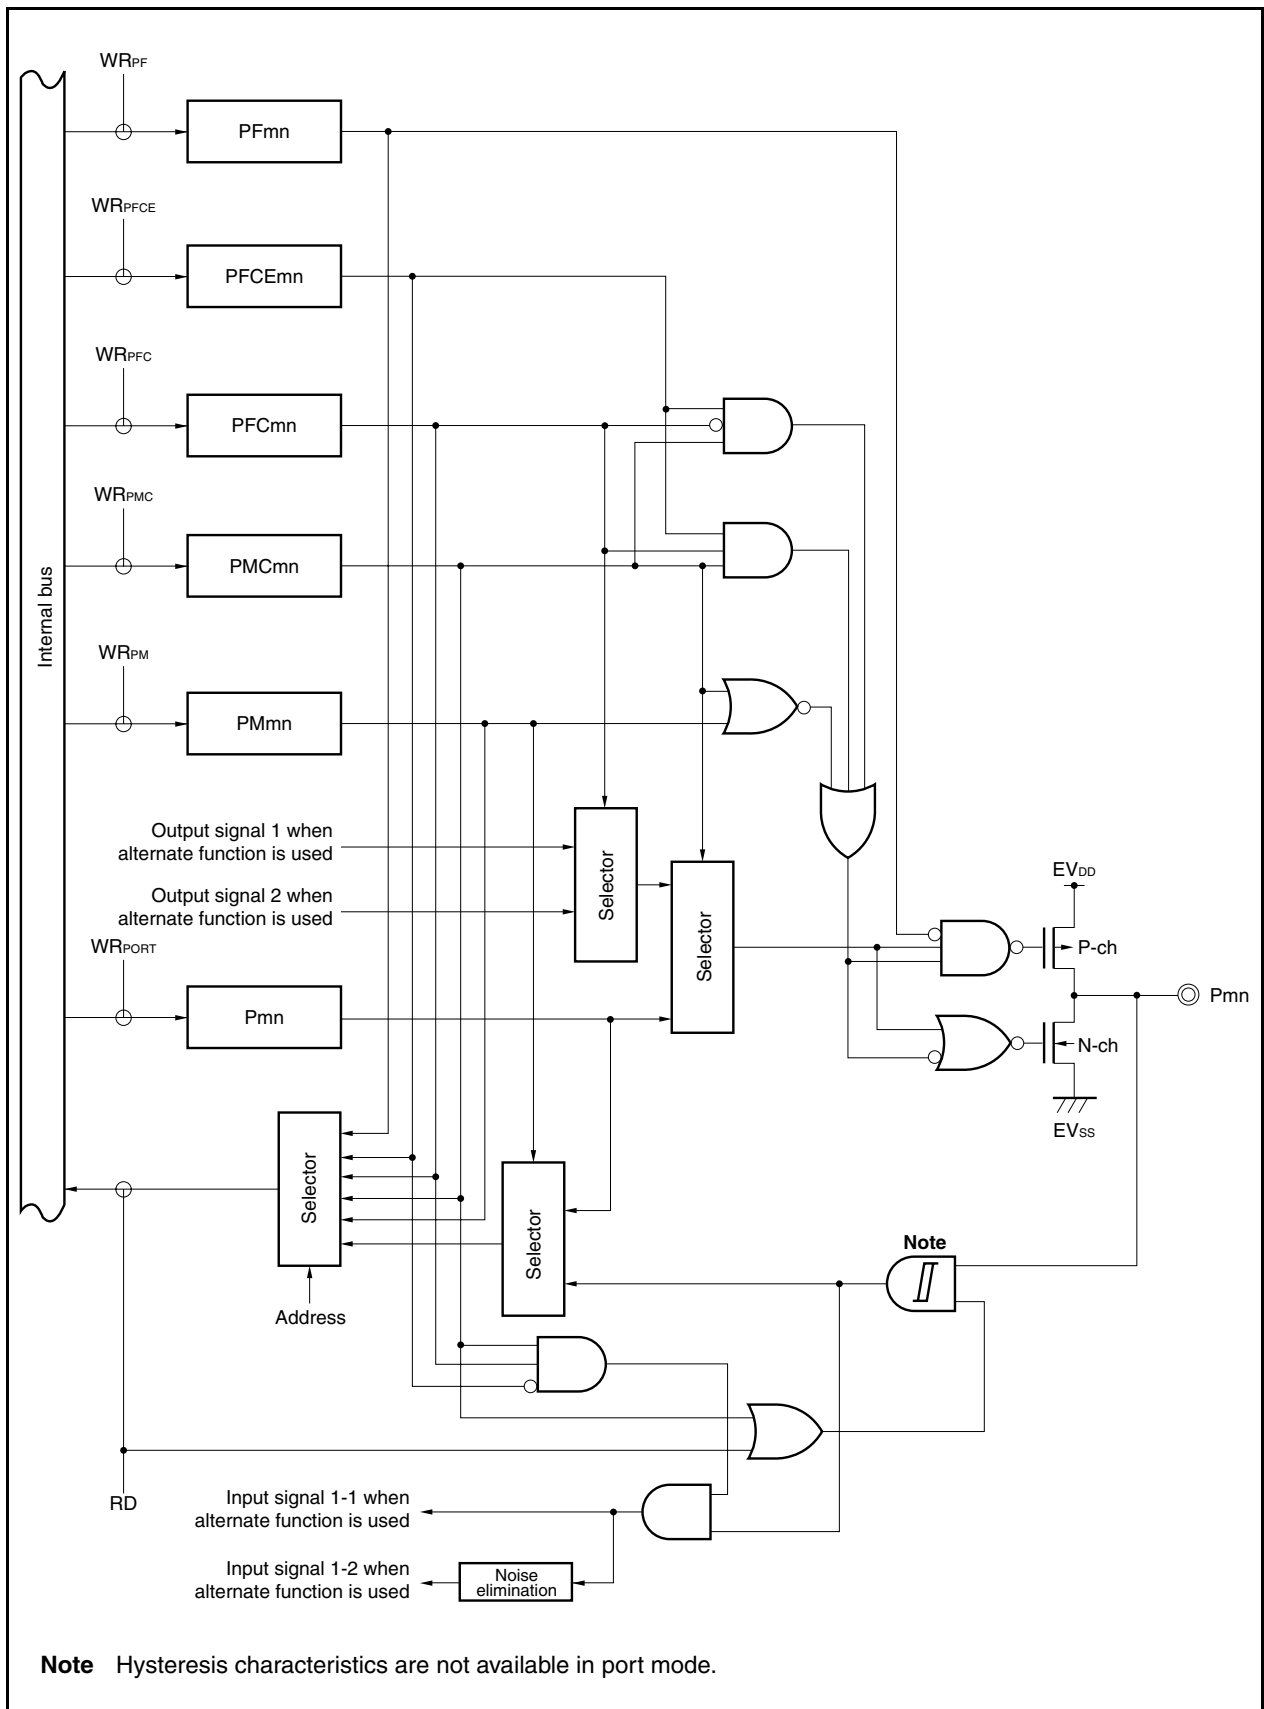 WRPF
PFmn
WRPFCE
PFCEmn
WRPFC
PFCmn
WRPMC
PMCmn
Internal bus
WRPM
PMmn
Output signal 1 when
alternate function is used
Output signal 2 when
alternate function is used
Selector
Selector
EVDD
P-ch
WRPORT
Pmn
Pmn
N-ch
EVSS
Selector
Selector
Address
Note
RD
Input signal 1-1 when
alternate function is used
Input signal 1-2 when
alternate function is used
Noise
elimination
Note Hysteresis characteristics are not available in port mode.